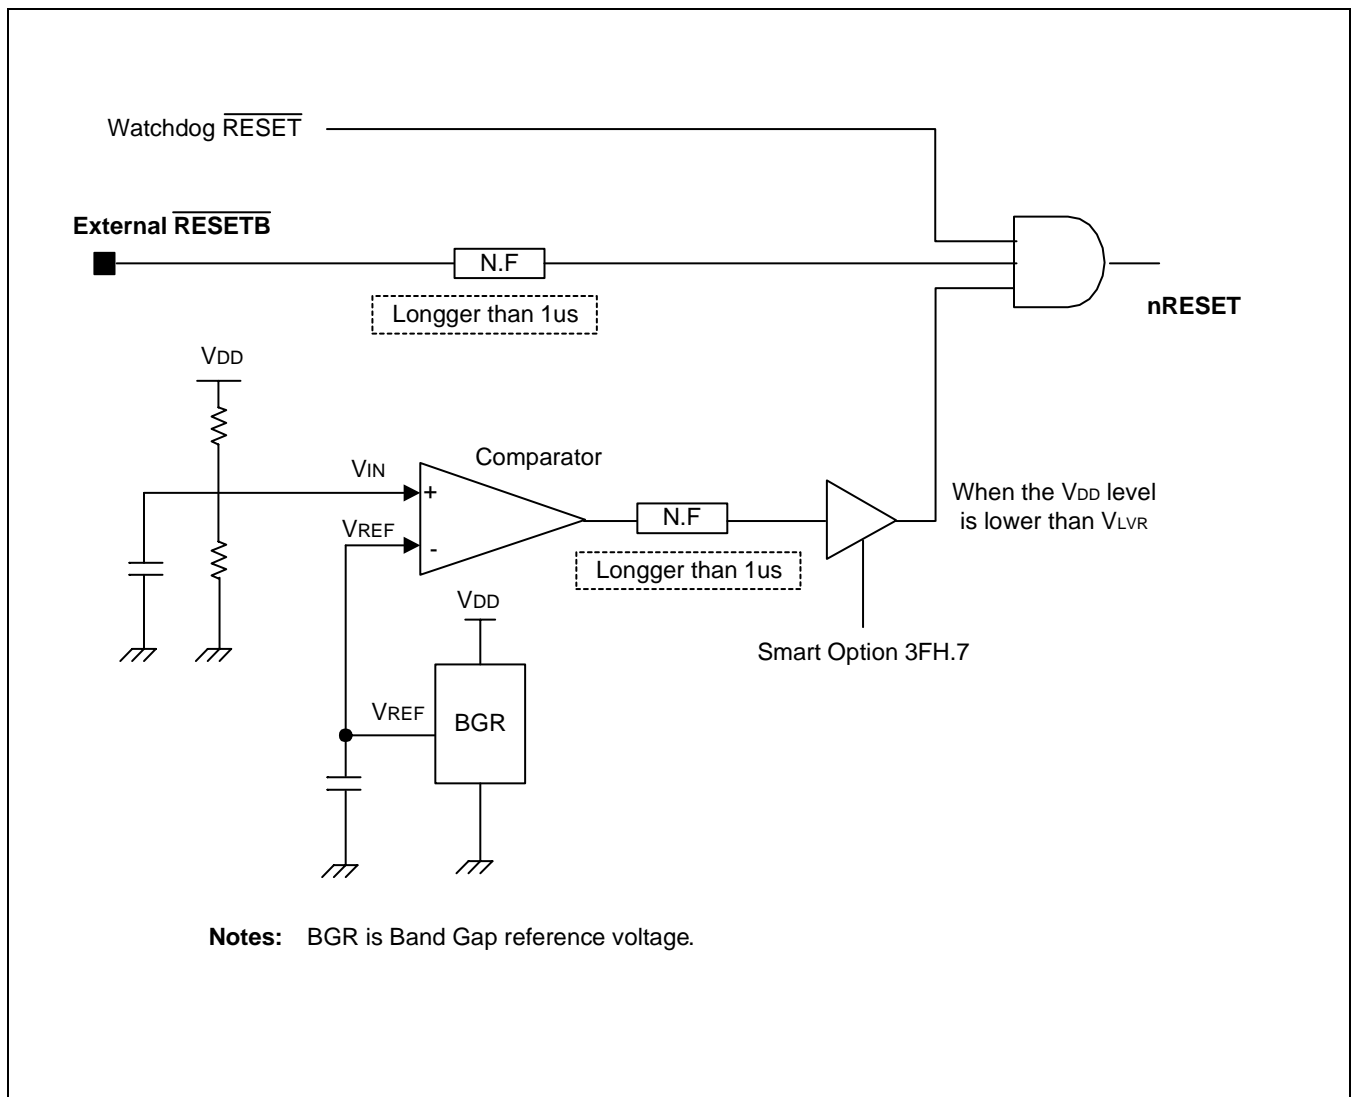 Watchdog RESET
External RESETB
N.F
Longger than 1us
nRESET
VDD
Comparator
VIN
+
VREF
-
N.F
Longger than 1us
When the VDD level
is lower than VLVR
VDD
Smart Option 3FH.7
VREF
BGR
Notes: BGR is Band Gap reference voltage.